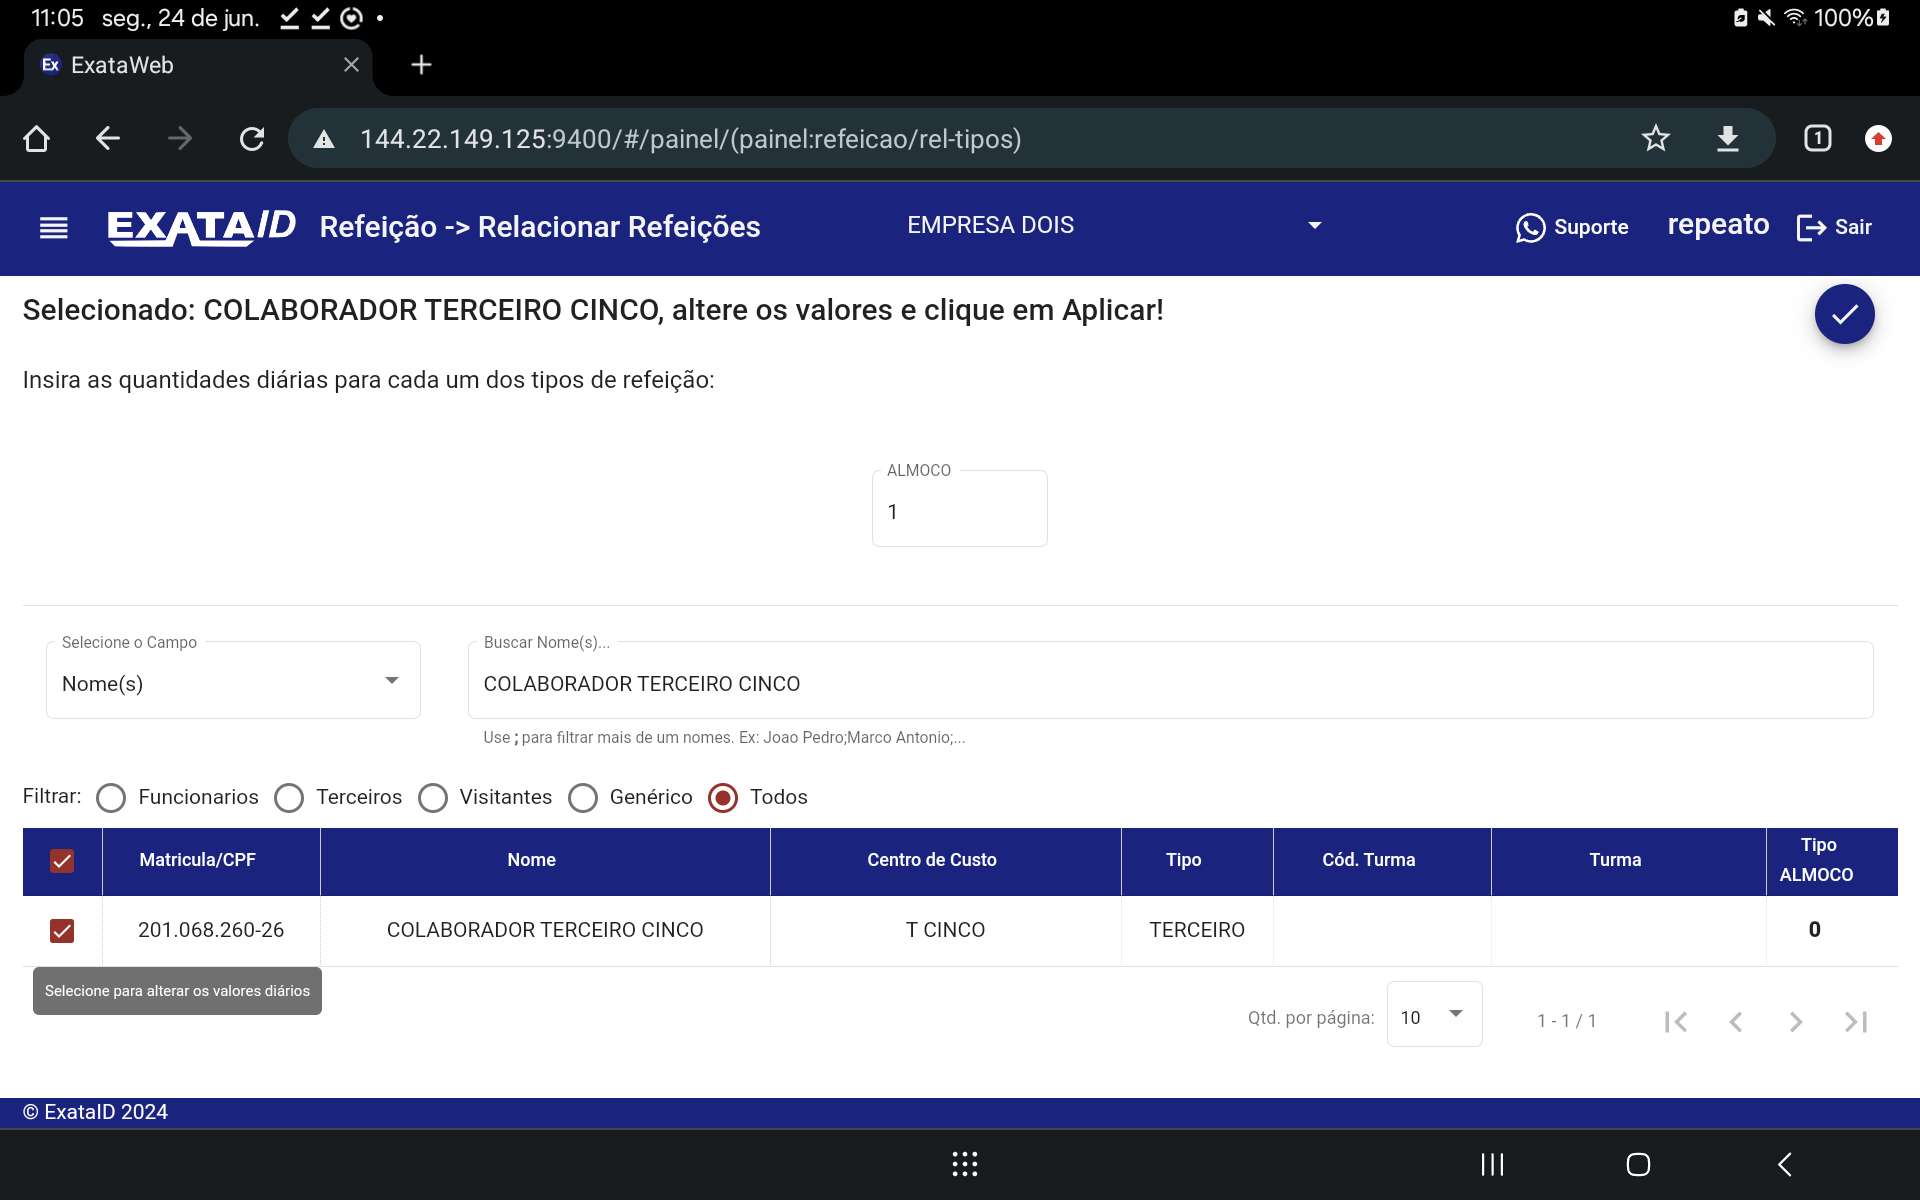 11:05 seg., 24 de jun. 100%
Ex ExataWeb
144.22.149.125:9400/#/painel/(painel:refeicao/rel-tipos) 1
EXATAID Refeição -> Relacionar Refeições EMPRESA DOIS Suporte repeato Sair
Selecionado: COLABORADOR TERCEIRO CINCO, altere os valores e clique em Aplicar!
Insira as quantidades diárias para cada um dos tipos de refeição:
ALMOCO
1
Selecione o Campo Buscar Nome(s)...
Nome(s) COLABORADOR TERCEIRO CINCO
Use ; para filtrar mais de um nomes. Ex: Joao Pedro;Marco Antonio;...
Filtrar: Funcionarios Terceiros Visitantes Genérico Todos
Matricula/CPF Nome Centro de Custo Tipo Cód. Turma Turma Tipo ALMOCO
201.068.260-26 COLABORADOR TERCEIRO CINCO T CINCO TERCEIRO 0
Selecione para alterar os valores diários
Qtd. por página: 10 1 - 1 / 1
© ExataID 2024